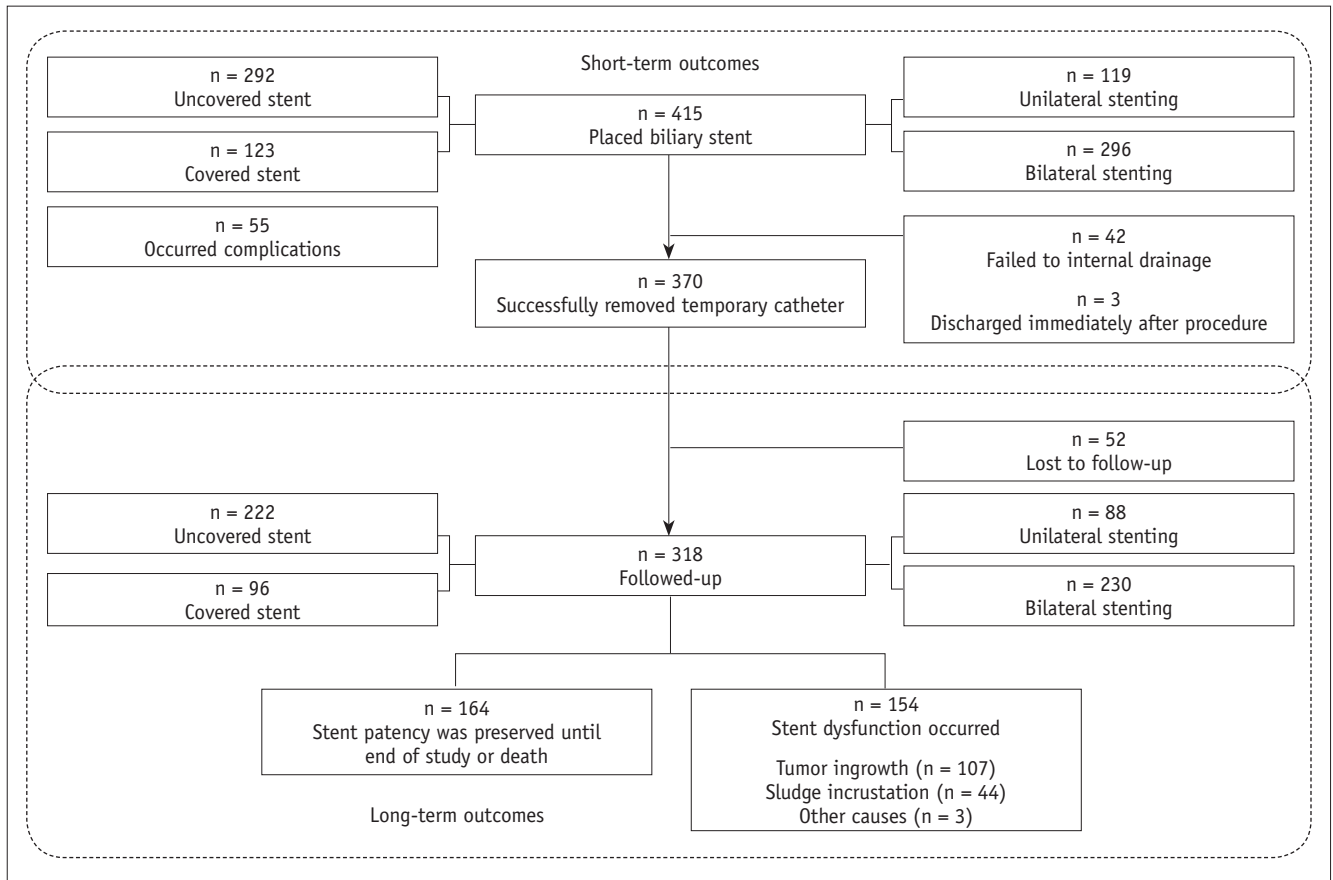 Short-term outcomes
n = 292
Uncovered stent
n = 123
Covered stent
n = 55
Occurred complications
n = 415
Placed biliary stent
n = 119
Unilateral stenting
n = 296
Bilateral stenting
n = 42
Failed to internal drainage
n = 3
Discharged immediately after procedure
n = 370
Successfully removed temporary catheter
n = 52
Lost to follow-up
n = 222
Uncovered stent
n = 96
Covered stent
n = 318
Followed-up
n = 88
Unilateral stenting
n = 230
Bilateral stenting
n = 164
Stent patency was preserved until
end of study or death
n = 154
Stent dysfunction occurred
Tumor ingrowth (n = 107)
Sludge incrustation (n = 44)
Other causes (n = 3)
Long-term outcomes